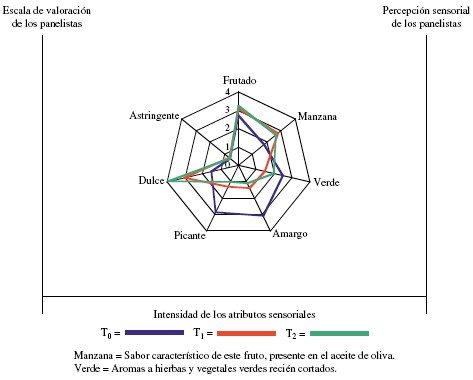 Escala de valoración
de los panelistas
Percepción sensorial
de los panelistas
Frutado
4
3
2
1
0
Manzana
Astringente
Dulce
Verde
Picante
Amargo
Intensidad de los atributos sensoriales
T0 =
T1 =
T2 =
Manzana = Sabor característico de este fruto, presente en el aceite de oliva.
Verde = Aromas a hierbas y vegetales verdes recién cortados.